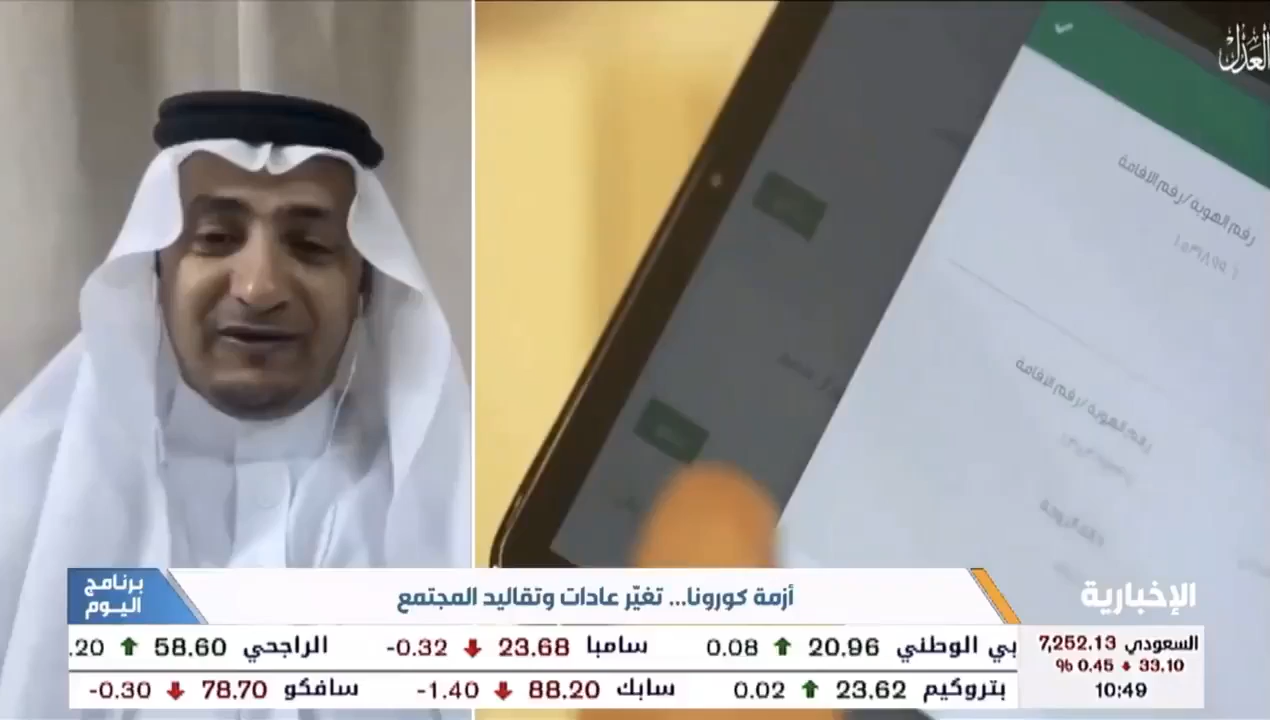 العدل
رقم الهوية/رقم الاقامة
رقم الهوية/رقم الاقامة
الإخبارية
أزمة كورونا... تغيّر عادات وتقاليد المجتمع
برنامج
اليوم
السعودي 7,252.13
% 0.45 ↓ 33.10
10:49
بي الوطني 20.96 ↑ 0.08 سامبا 23.68 ↓ -0.32 الراجحي 58.60 ↑ .20
بتروكيم 23.62 ↑ 0.02 سابك 88.20 ↓ -1.40 سافكو 78.70 ↓ -0.30